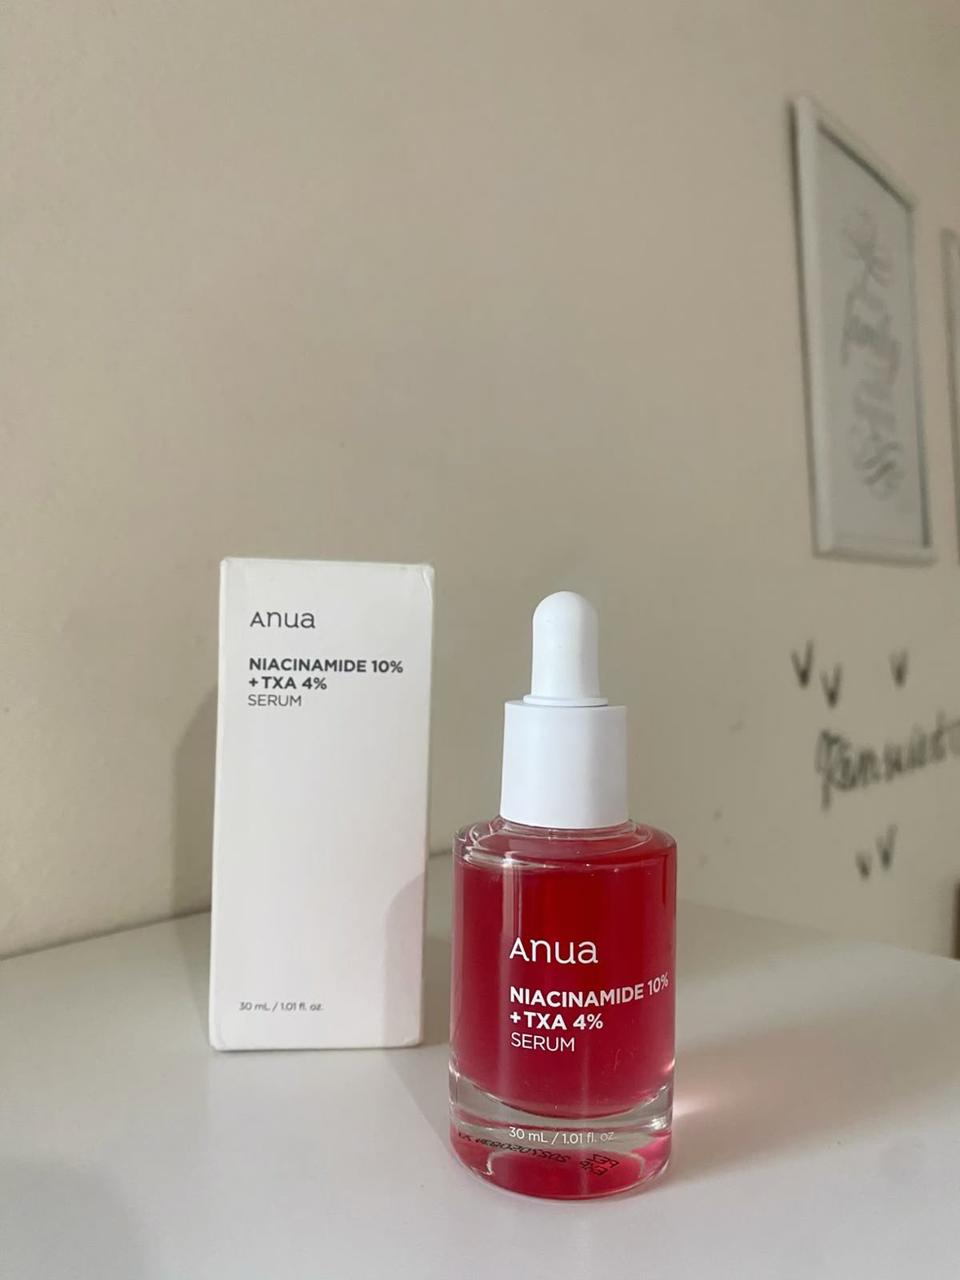 Anua
NIACINAMIDE 10%
+ TXA 4%
SERUM
30 mL / 1.01 fl. oz.
Anua
NIACINAMIDE 10%
+ TXA 4%
SERUM
30 mL / 1.01 fl. oz.